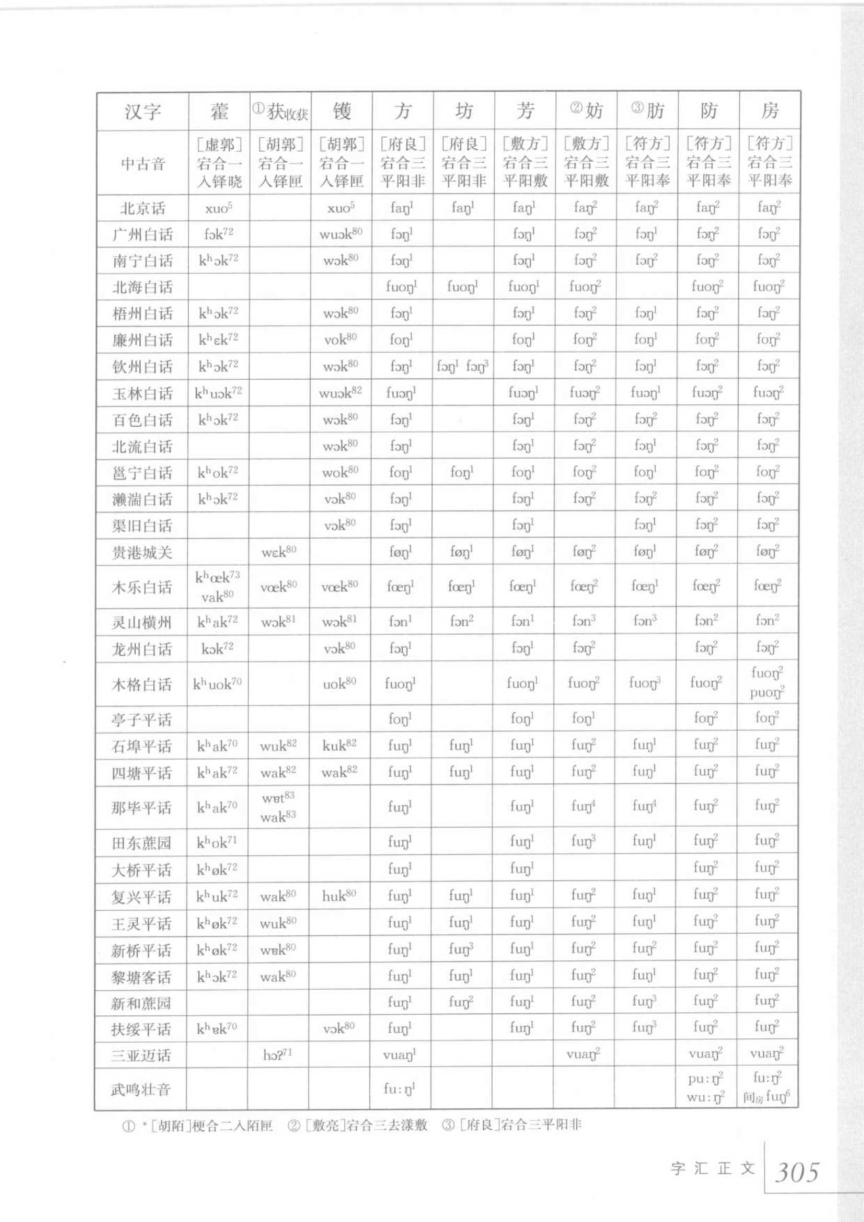 汉字 藿 ①获收获 镬 方 坊 芳 ②妨 ③肪 防 房
中古音 [虚郭]宕合一入铎晓 [胡郭]宕合一入铎匣 [胡郭]宕合一入铎匣 [府良]宕合三平阳非 [府良]宕合三平阳非 [敷方]宕合三平阳敷 [敷方]宕合三平阳敷 [符方]宕合三平阳奉 [符方]宕合三平阳奉 [符方]宕合三平阳奉
北京话 xuo⁵ xuo⁵ faŋ¹ faŋ¹ faŋ¹ faŋ² faŋ² faŋ² faŋ²
广州白话 fɔk⁷² wuɔk⁸⁰ fɔŋ¹ fɔŋ¹ fɔŋ² fɔŋ¹ fɔŋ² fɔŋ²
南宁白话 kʰɔk⁷² wɔk⁸⁰ fɔŋ¹ fɔŋ¹ fɔŋ² fɔŋ² fɔŋ² fɔŋ²
北海白话 fuoŋ¹ fuoŋ¹ fuoŋ¹ fuoŋ² fuoŋ² fuoŋ²
梧州白话 kʰɔk⁷² wɔk⁸⁰ fɔŋ¹ fɔŋ¹ fɔŋ² fɔŋ¹ fɔŋ² fɔŋ²
廉州白话 kʰɛk⁷² vok⁸⁰ foŋ¹ foŋ¹ foŋ² foŋ¹ foŋ² foŋ²
钦州白话 kʰɔk⁷² wɔk⁸⁰ fɔŋ¹ fɔŋ¹ fɔŋ³ fɔŋ¹ fɔŋ² fɔŋ¹ fɔŋ² fɔŋ²
玉林白话 kʰuɔk⁷² wuɔk⁸² fuɔŋ¹ fuɔŋ¹ fuɔŋ² fuɔŋ¹ fuɔŋ² fuɔŋ²
百色白话 kʰɔk⁷² wɔk⁸⁰ fɔŋ¹ fɔŋ¹ fɔŋ² fɔŋ² fɔŋ² fɔŋ²
北流白话 wɔk⁸⁰ fɔŋ¹ fɔŋ¹ fɔŋ² fɔŋ¹ fɔŋ² fɔŋ²
邕宁白话 kʰok⁷² wok⁸⁰ foŋ¹ foŋ¹ foŋ¹ foŋ² foŋ¹ foŋ² foŋ²
濑湍白话 kʰɔk⁷² vɔk⁸⁰ fɔŋ¹ fɔŋ¹ fɔŋ² fɔŋ² fɔŋ² fɔŋ²
渠旧白话 vɔk⁸⁰ fɔŋ¹ fɔŋ¹ fɔŋ¹ fɔŋ² fɔŋ²
贵港城关 wɛk⁸⁰ føŋ¹ føŋ¹ føŋ¹ føŋ² føŋ¹ føŋ² føŋ²
木乐白话 kʰœk⁷³ vak⁸⁰ vœk⁸⁰ vœk⁸⁰ fœŋ¹ fœŋ¹ fœŋ¹ fœŋ² fœŋ¹ fœŋ² fœŋ²
灵山横州 kʰak⁷² wɔk⁸¹ wɔk⁸¹ fɔn¹ fɔn² fɔn¹ fɔn³ fɔn³ fɔn² fɔn²
龙州白话 kɔk⁷² vɔk⁸⁰ fɔŋ¹ fɔŋ¹ fɔŋ² fɔŋ² fɔŋ²
木格白话 kʰuok⁷⁰ uok⁸⁰ fuoŋ¹ fuoŋ¹ fuoŋ² fuoŋ³ fuoŋ² fuoŋ² puoŋ²
亭子平话 foŋ¹ foŋ¹ foŋ¹ foŋ² foŋ²
石埠平话 kʰak⁷⁰ wuk⁸² kuk⁸² fuŋ¹ fuŋ¹ fuŋ¹ fuŋ² fuŋ¹ fuŋ² fuŋ²
四塘平话 kʰak⁷² wak⁸² wak⁸² fuŋ¹ fuŋ¹ fuŋ¹ fuŋ² fuŋ¹ fuŋ² fuŋ²
那毕平话 kʰak⁷⁰ wɐt⁸³ wak⁸³ fuŋ¹ fuŋ¹ fuŋ⁴ fuŋ⁴ fuŋ² fuŋ²
田东蔗园 kʰok⁷¹ fuŋ¹ fuŋ¹ fuŋ³ fuŋ¹ fuŋ² fuŋ²
大桥平话 kʰøk⁷² fuŋ¹ fuŋ¹ fuŋ² fuŋ²
复兴平话 kʰuk⁷² wak⁸⁰ huk⁸⁰ fuŋ¹ fuŋ¹ fuŋ¹ fuŋ² fuŋ¹ fuŋ² fuŋ²
王灵平话 kʰøk⁷² wuk⁸⁰ fuŋ¹ fuŋ¹ fuŋ¹ fuŋ² fuŋ¹ fuŋ² fuŋ²
新桥平话 kʰøk⁷² wɐk⁸⁰ fuŋ¹ fuŋ³ fuŋ¹ fuŋ² fuŋ² fuŋ² fuŋ²
黎塘客话 kʰɔk⁷² wak⁸⁰ fuŋ¹ fuŋ¹ fuŋ¹ fuŋ² fuŋ¹ fuŋ² fuŋ²
新和蔗园 fuŋ¹ fuŋ² fuŋ¹ fuŋ² fuŋ³ fuŋ² fuŋ²
扶绥平话 kʰɐk⁷⁰ vɔk⁸⁰ fuŋ¹ fuŋ¹ fuŋ² fuŋ³ fuŋ² fuŋ²
三亚迈话 hɔʔ⁷¹ vuaŋ¹ vuaŋ² vuaŋ² vuaŋ²
武鸣壮音 fuːŋ¹ puːŋ² wuːŋ² fuːŋ² 间房fuŋ⁶
① *[胡陌]梗合二入陌匣 ② [敷亮]宕合三去漾敷 ③ [府良]宕合三平阳非
字汇正文 305